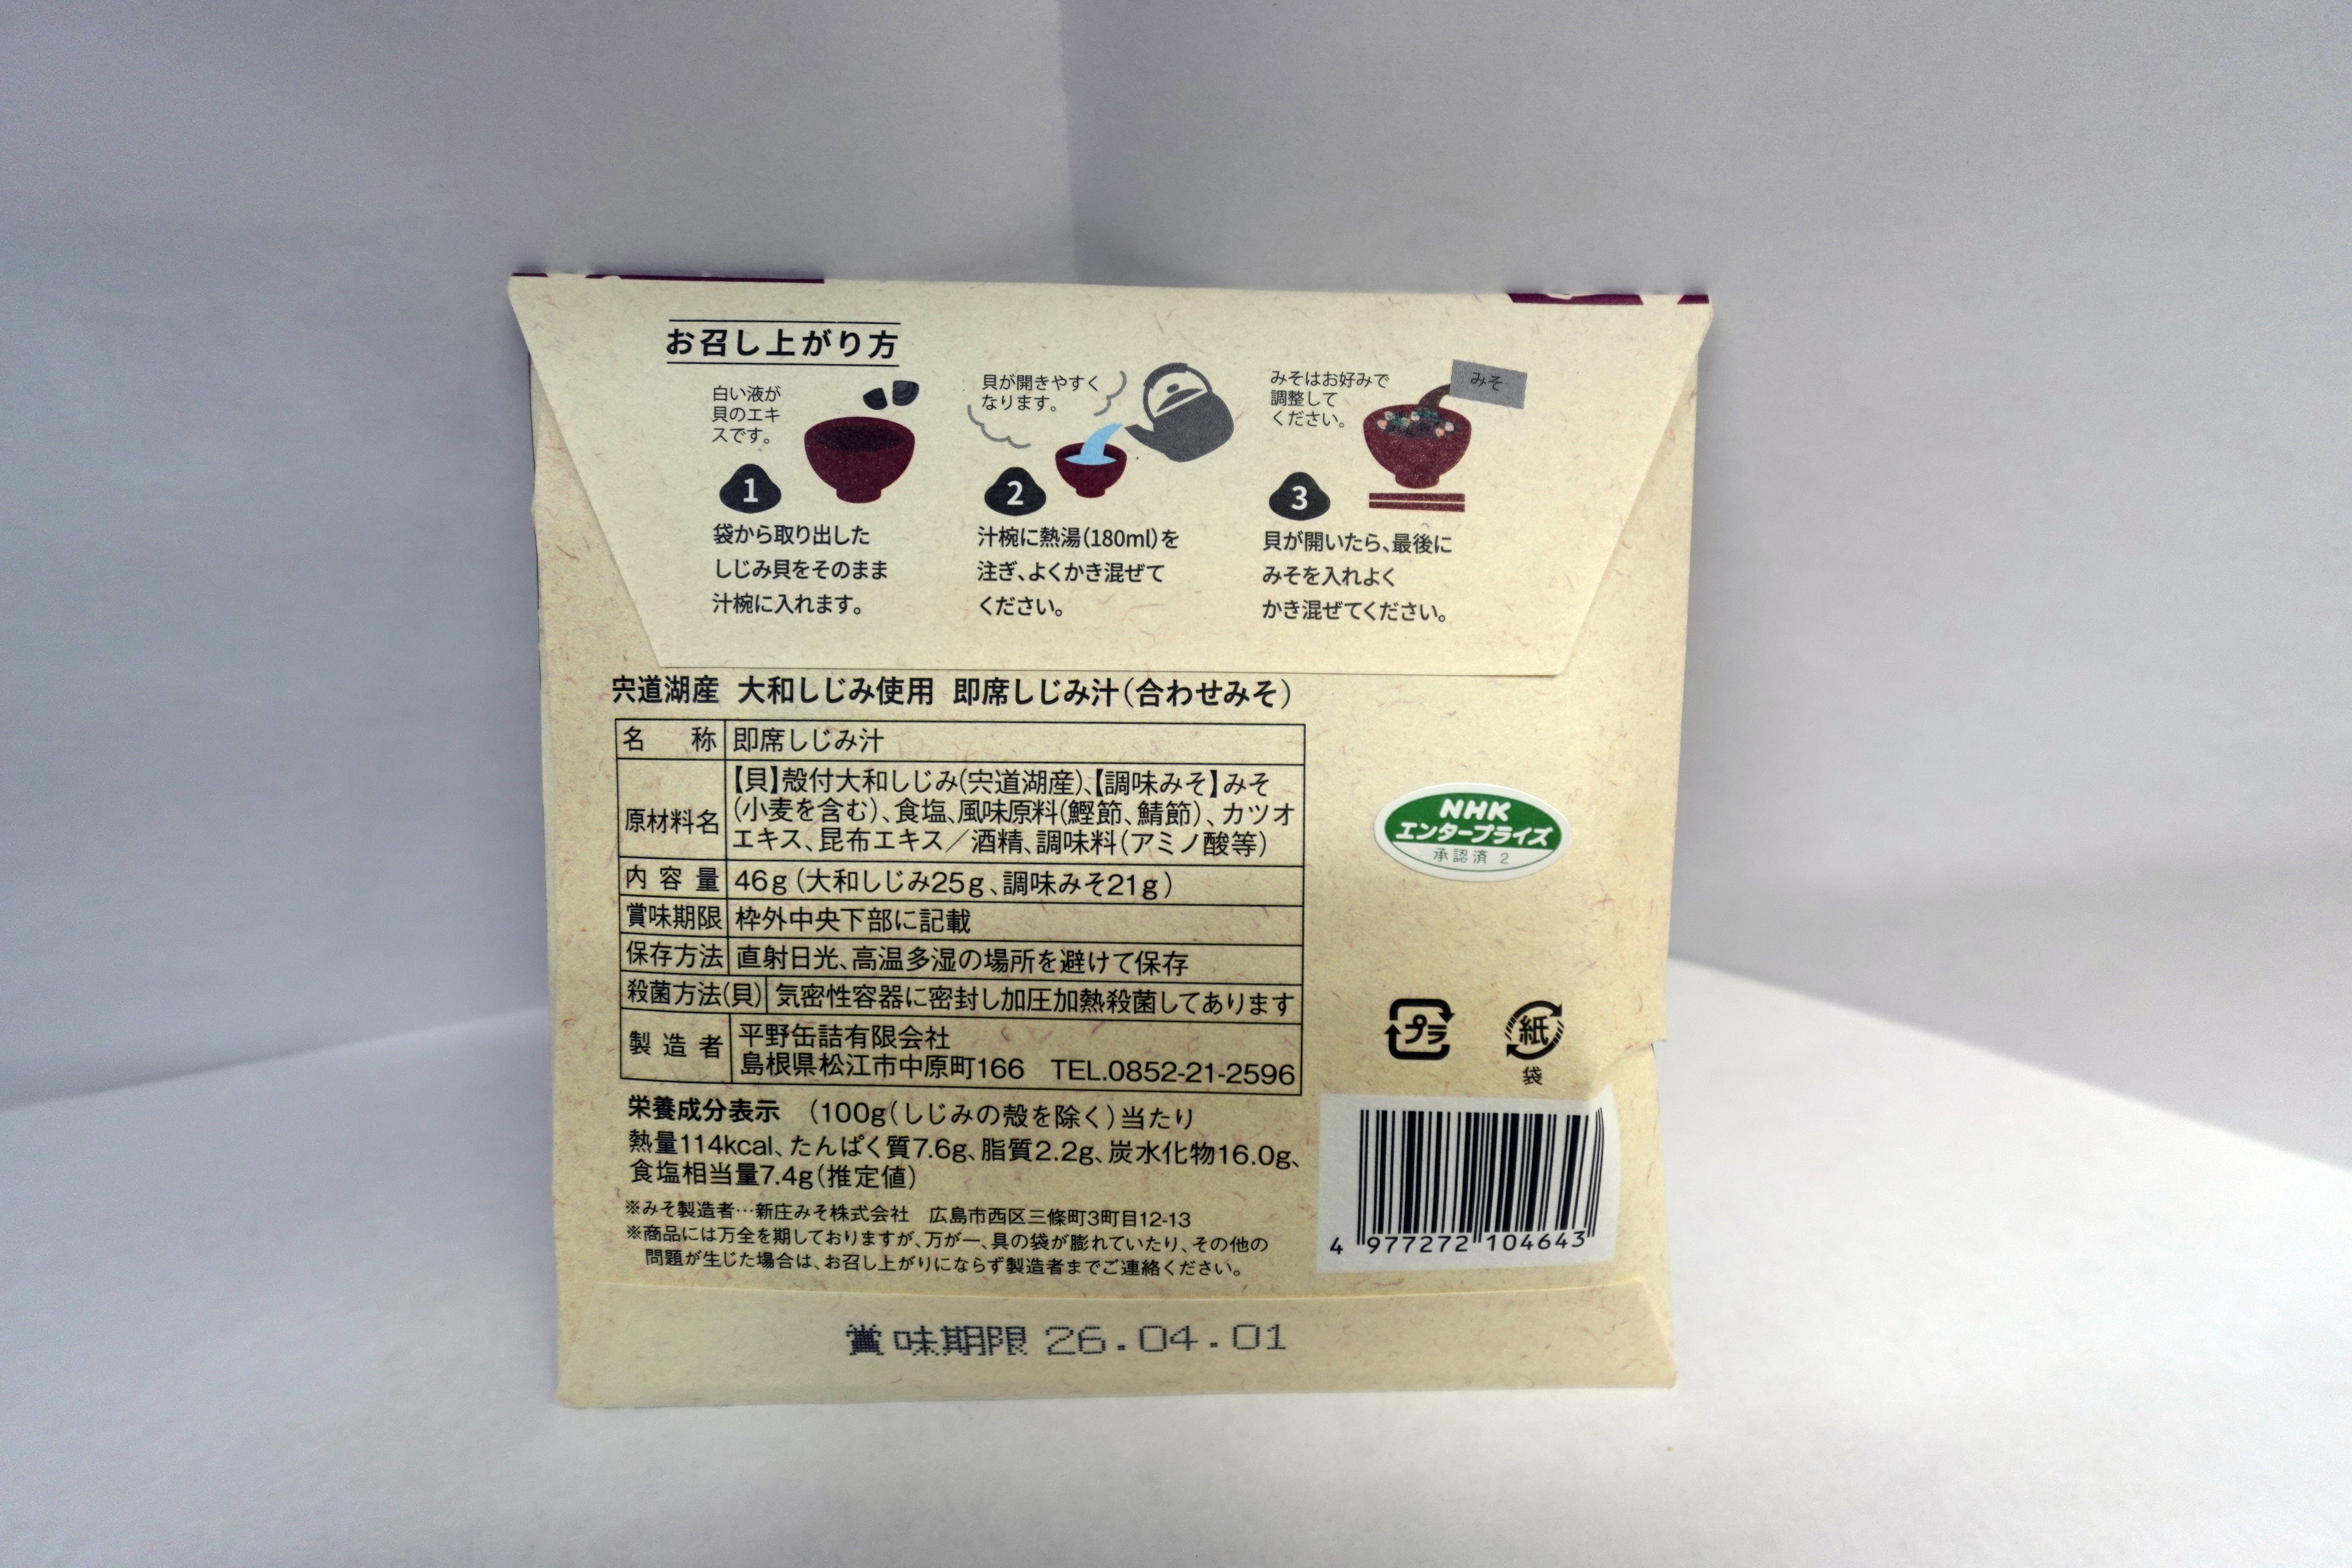 お召し上がり方
白い液が
貝のエキ
スです。
1
袋から取り出した
しじみ貝をそのまま
汁椀に入れます。
貝が開きやすく
なります。
2
汁椀に熱湯(180ml)を
注ぎ、よくかき混ぜて
ください。
みそはお好みで
調整して
ください。
みそ
3
貝が開いたら、最後に
みそを入れよく
かき混ぜてください。
宍道湖産 大和しじみ使用 即席しじみ汁(合わせみそ)
名称 即席しじみ汁
原材料名 【貝】殻付大和しじみ(宍道湖産)、【調味みそ】みそ
(小麦を含む)、食塩、風味原料(鰹節、鯖節)、カツオ
エキス、昆布エキス/酒精、調味料(アミノ酸等)
内容量 46g(大和しじみ25g、調味みそ21g)
賞味期限 枠外中央下部に記載
保存方法 直射日光、高温多湿の場所を避けて保存
殺菌方法(貝) 気密性容器に密封し加圧加熱殺菌してあります
製造者 平野缶詰有限会社
島根県松江市中原町166 TEL.0852-21-2596
栄養成分表示 (100g(しじみの殻を除く)当たり
熱量114kcal、たんぱく質7.6g、脂質2.2g、炭水化物16.0g、
食塩相当量7.4g(推定値)
※みそ製造者…新庄みそ株式会社 広島市西区三條町3町目12-13
※商品には万全を期しておりますが、万が一、具の袋が膨れていたり、その他の
問題が生じた場合は、お召し上がりにならず製造者までご連絡ください。
NHK
エンタープライズ
承認済 2
プラ
紙
袋
4 977272 104643
賞味期限 26.04.01